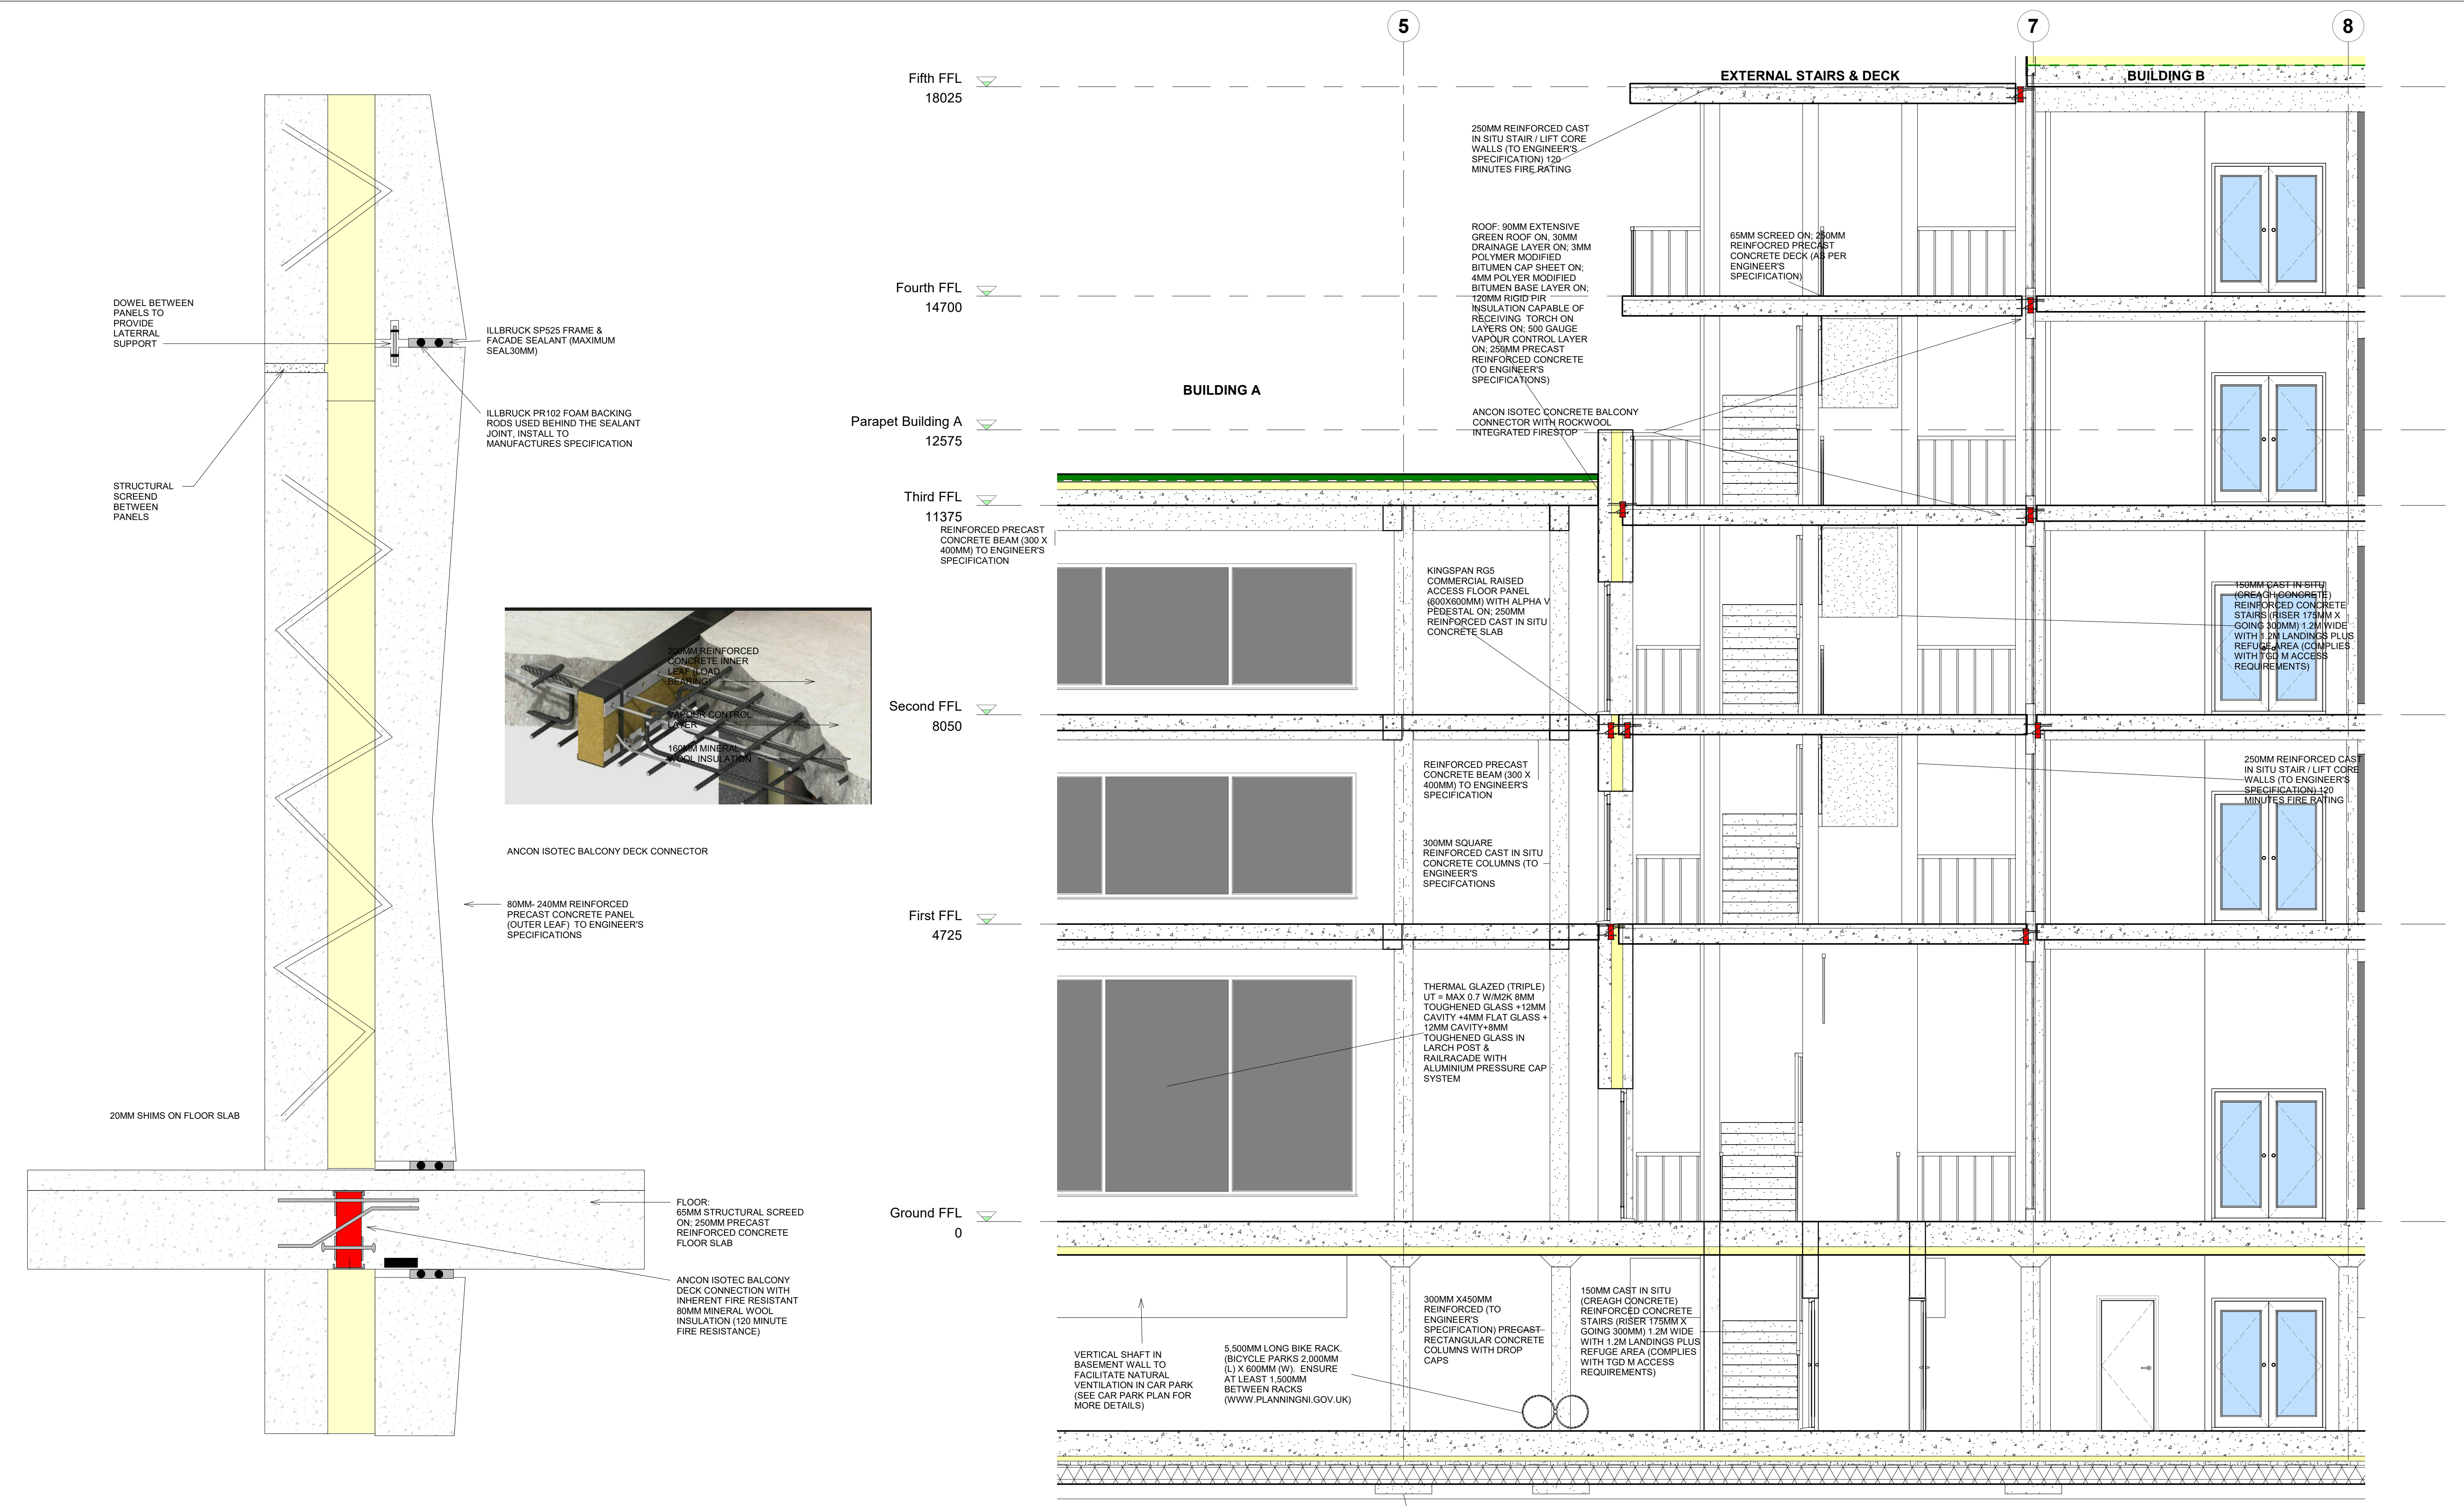 5
7
8
Fifth FFL
18025
EXTERNAL STAIRS & DECK
BUILDING B
250MM REINFORCED CAST
IN SITU STAIR / LIFT CORE
WALLS (TO ENGINEER'S
SPECIFICATION) 120
MINUTES FIRE RATING
ROOF: 90MM EXTENSIVE
GREEN ROOF ON, 30MM
DRAINAGE LAYER ON; 3MM
POLYMER MODIFIED
BITUMEN CAP SHEET ON;
4MM POLYER MODIFIED
BITUMEN BASE LAYER ON;
120MM RIGID PIR
INSULATION CAPABLE OF
RECEIVING TORCH ON
LAYERS ON; 500 GAUGE
VAPOUR CONTROL LAYER
ON; 250MM PRECAST
REINFORCED CONCRETE
(TO ENGINEER'S
SPECIFICATIONS)
65MM SCREED ON; 250MM
REINFOCRED PRECAST
CONCRETE DECK (AS PER
ENGINEER'S
SPECIFICATION)
Fourth FFL
14700
DOWEL BETWEEN
PANELS TO
PROVIDE
LATERRAL
SUPPORT
ILLBRUCK SP525 FRAME &
FACADE SEALANT (MAXIMUM
SEAL30MM)
BUILDING A
ILLBRUCK PR102 FOAM BACKING
RODS USED BEHIND THE SEALANT
JOINT, INSTALL TO
MANUFACTURES SPECIFICATION
Parapet Building A
12575
ANCON ISOTEC CONCRETE BALCONY
CONNECTOR WITH ROCKWOOL
INTEGRATED FIRESTOP
STRUCTURAL
SCREEND
BETWEEN
PANELS
Third FFL
11375
REINFORCED PRECAST
CONCRETE BEAM (300 X
400MM) TO ENGINEER'S
SPECIFICATION
KINGSPAN RG5
COMMERCIAL RAISED
ACCESS FLOOR PANEL
(600X600MM) WITH ALPHA V
PEDESTAL ON; 250MM
REINFORCED CAST IN SITU
CONCRETE SLAB
150MM CAST IN SITU
(CREAGH CONCRETE)
REINFORCED CONCRETE
STAIRS (RISER 175MM X
GOING 300MM) 1.2M WIDE
WITH 1.2M LANDINGS PLUS
REFUGE AREA (COMPLIES
WITH TGD M ACCESS
REQUIREMENTS)
200MM REINFORCED
CONCRETE INNER
LEAF (LOAD
BEARING)
VAPOUR CONTROL
LAYER
160MM MINERAL
WOOL INSULATION
Second FFL
8050
REINFORCED PRECAST
CONCRETE BEAM (300 X
400MM) TO ENGINEER'S
SPECIFICATION
250MM REINFORCED CAST
IN SITU STAIR / LIFT CORE
WALLS (TO ENGINEER'S
SPECIFICATION) 120
MINUTES FIRE RATING
ANCON ISOTEC BALCONY DECK CONNECTOR
300MM SQUARE
REINFORCED CAST IN SITU
CONCRETE COLUMNS (TO
ENGINEER'S
SPECIFCATIONS
80MM- 240MM REINFORCED
PRECAST CONCRETE PANEL
(OUTER LEAF) TO ENGINEER'S
SPECIFICATIONS
First FFL
4725
THERMAL GLAZED (TRIPLE)
UT = MAX 0.7 W/M2K 8MM
TOUGHENED GLASS +12MM
CAVITY +4MM FLAT GLASS +
12MM CAVITY+8MM
TOUGHENED GLASS IN
LARCH POST &
RAILRACADE WITH
ALUMINIUM PRESSURE CAP
SYSTEM
20MM SHIMS ON FLOOR SLAB
FLOOR:
65MM STRUCTURAL SCREED
ON; 250MM PRECAST
REINFORCED CONCRETE
FLOOR SLAB
Ground FFL
0
ANCON ISOTEC BALCONY
DECK CONNECTION WITH
INHERENT FIRE RESISTANT
80MM MINERAL WOOL
INSULATION (120 MINUTE
FIRE RESISTANCE)
VERTICAL SHAFT IN
BASEMENT WALL TO
FACILITATE NATURAL
VENTILATION IN CAR PARK
(SEE CAR PARK PLAN FOR
MORE DETAILS)
5,500MM LONG BIKE RACK.
(BICYCLE PARKS 2,000MM
(L) X 600MM (W). ENSURE
AT LEAST 1,500MM
BETWEEN RACKS
(WWW.PLANNINGNI.GOV.UK)
300MM X450MM
REINFORCED (TO
ENGINEER'S
SPECIFICATION) PRECAST
RECTANGULAR CONCRETE
COLUMNS WITH DROP
CAPS
150MM CAST IN SITU
(CREAGH CONCRETE)
REINFORCED CONCRETE
STAIRS (RISER 175MM X
GOING 300MM) 1.2M WIDE
WITH 1.2M LANDINGS PLUS
REFUGE AREA (COMPLIES
WITH TGD M ACCESS
REQUIREMENTS)